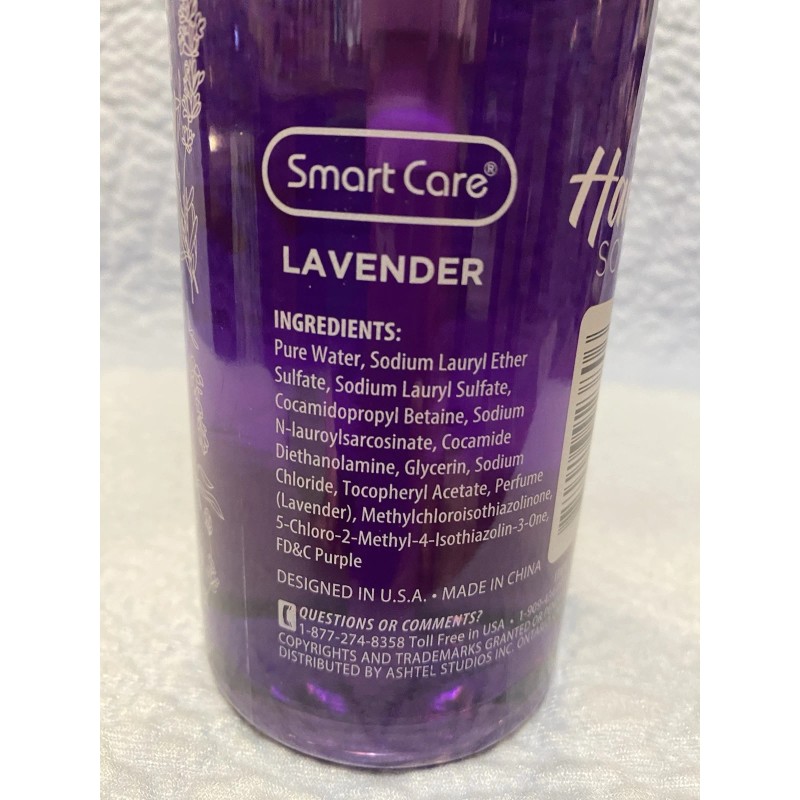 Smart Care®
LAVENDER
INGREDIENTS:
Pure Water, Sodium Lauryl Ether
Sulfate, Sodium Lauryl Sulfate,
Cocamidopropyl Betaine, Sodium
N-lauroylsarcosinate, Cocamide
Diethanolamine, Glycerin, Sodium
Chloride, Tocopheryl Acetate, Perfume
(Lavender), Methylchloroisothiazolinone,
5-Chloro-2-Methyl-4-Isothiazolin-3-One,
FD&C Purple
DESIGNED IN U.S.A. • MADE IN CHINA
QUESTIONS OR COMMENTS?
1-877-274-8358 Toll Free in USA •
COPYRIGHTS AND TRADEMARKS GRANTED OR
DISTRIBUTED BY ASHTEL STUDIOS INC.